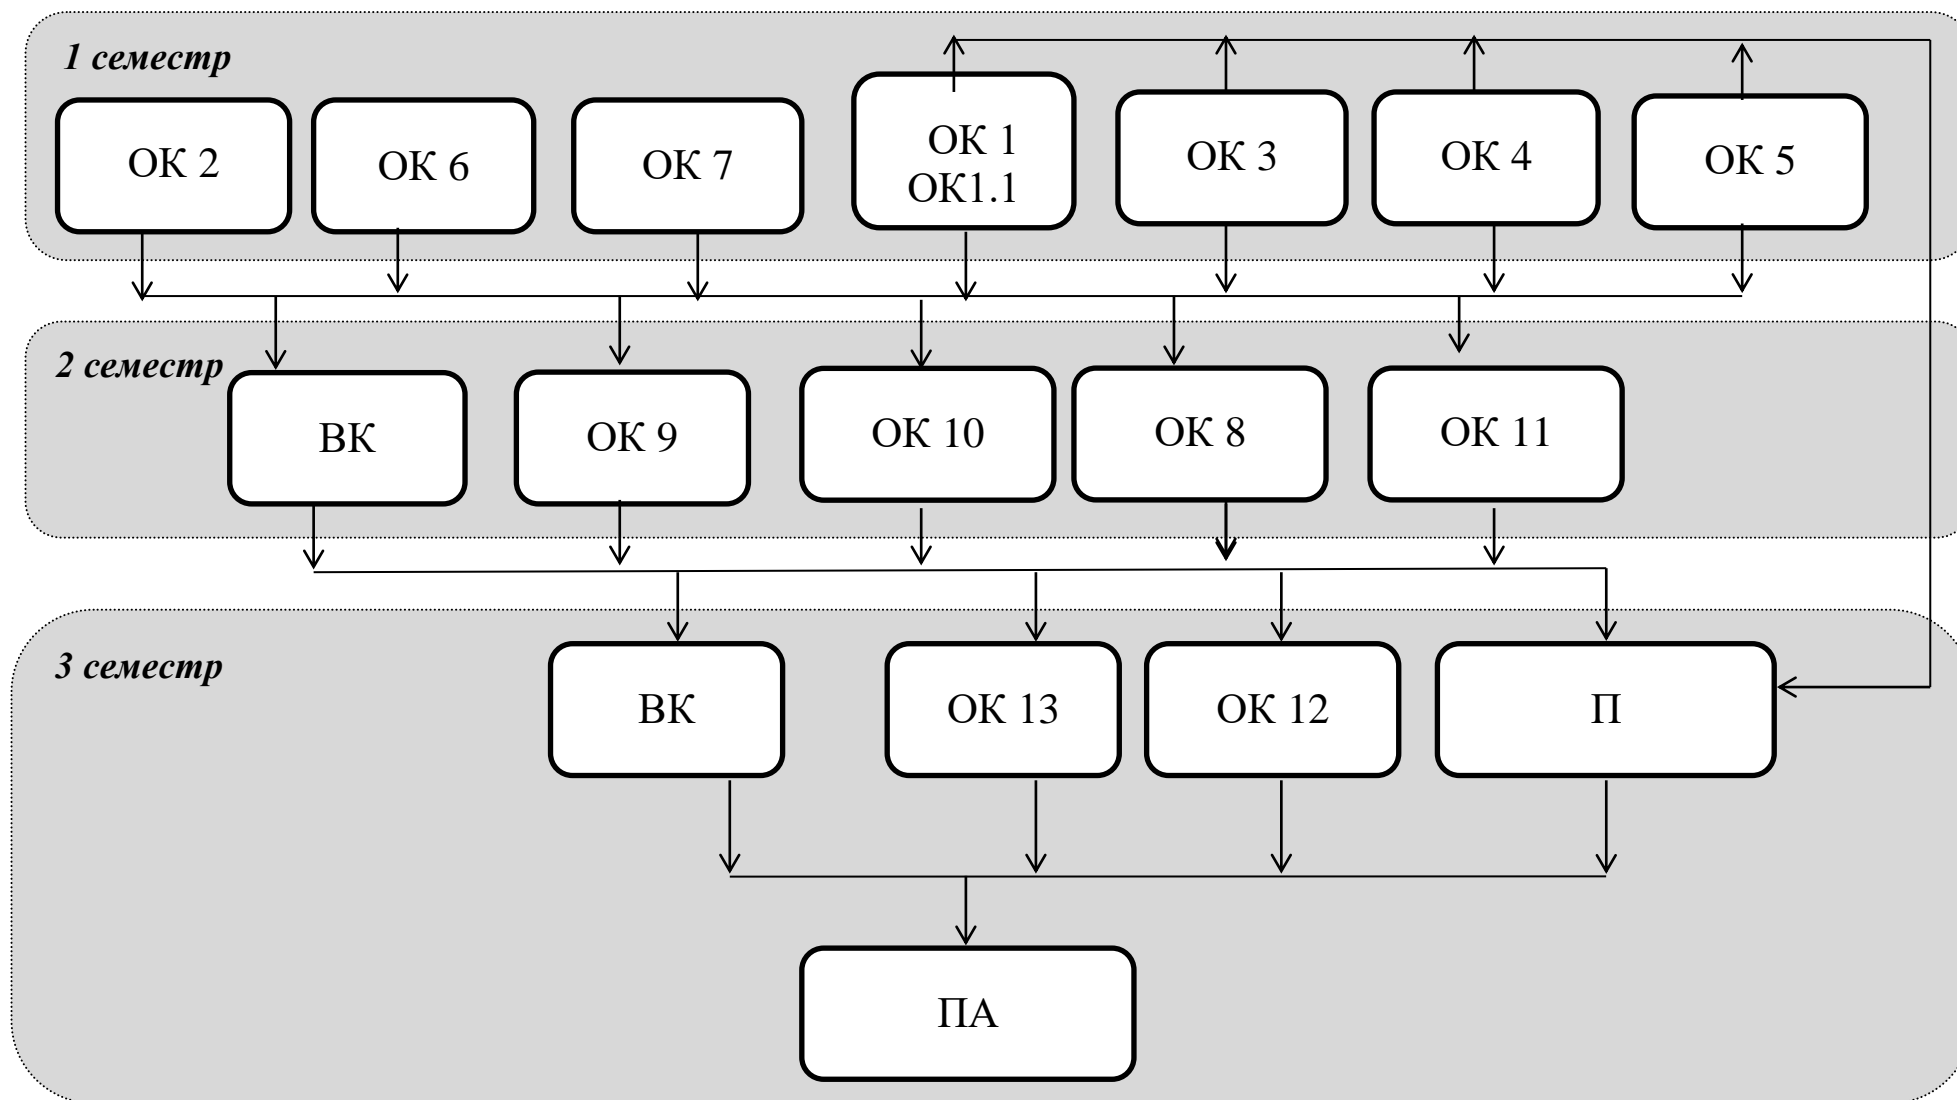 1 семестр
ОК 2
ОК 6
ОК 7
ОК 1
ОК1.1
ОК 3
ОК 4
ОК 5
2 семестр
ВК
ОК 9
ОК 10
ОК 8
ОК 11
3 семестр
ВК
ОК 13
ОК 12
П
ПА